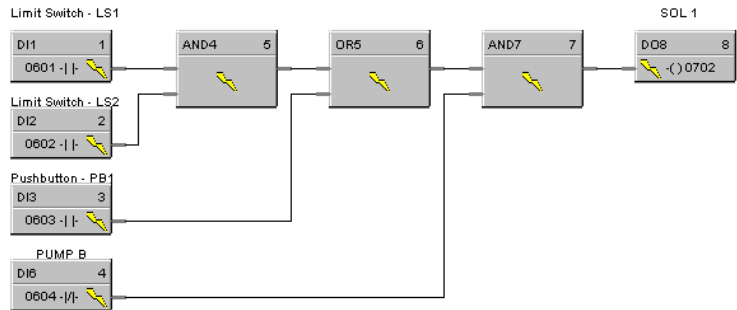 Limit Switch - LS1
SOL 1
DI1 1
AND4 5
OR5 6
AND7 7
DO8 8
0601 -| |-
-( ) 0702
Limit Switch - LS2
DI2 2
0602 -| |-
Pushbutton - PB1
DI3 3
0603 -| |-
PUMP B
DI6 4
0604 -|/|-